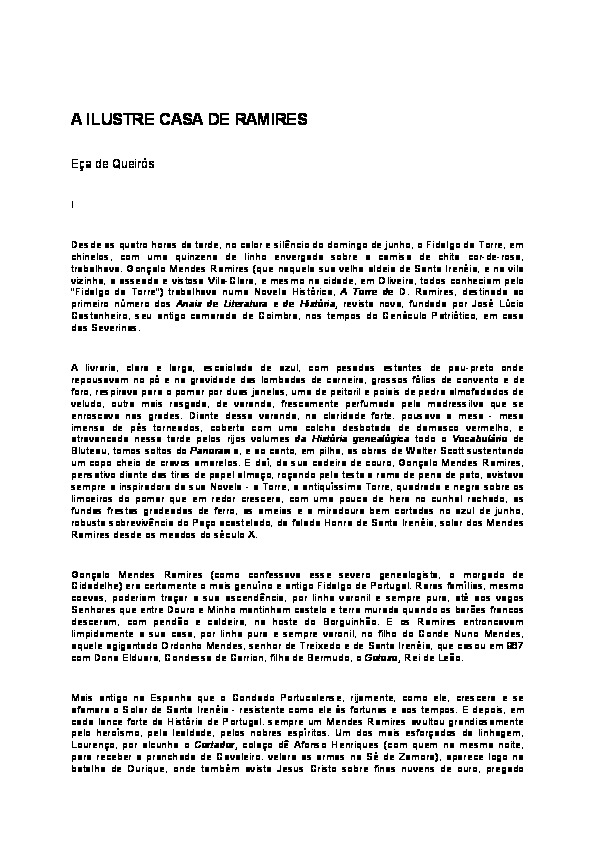 A ILUSTRE CASA DE RAMIRES
Eça de Queirós
I
Desde as quatro horas da tarde, no calor e silêncio do domingo de junho, o Fidalgo da Torre, em
chinelos, com uma quinzena de linho envergada sobre a camisa de chita cor-de-rosa,
trabalhava. Gonçalo Mendes Ramires (que naquela sua velha aldeia de Santa Irenéia, e na vila
vizinha, a asseada e vistosa Vila-Clara, e mesmo na cidade, em Oliveira, todos conheciam pelo
"Fidalgo da Torre") trabalhava numa Novela Histórica, A Torre de D. Ramires, destinada ao
primeiro número dos Anais de Literatura e de História, revista nova, fundada por José Lúcio
Castanheiro, seu antigo camarada de Coimbra, nos tempos do Cenáculo Patriótico, em casa
das Severinas.
A livraria, clara e larga, escaiolada de azul, com pesadas estantes de pau-preto onde
repousavam no pó e na gravidade das lombadas de carneira, grossos fólios de convento e de
foro, respirava para o pomar por duas janelas, uma de peitoril e poiais de pedra almofadados de
veludo, outra mais rasgada, de varanda, frescamente perfumada pela madressilva que se
enroscava nas grades. Diante dessa varanda, na claridade forte, pousava a mesa - mesa
imensa de pés torneados, coberta com uma colcha desbotada de damasco vermelho, e
atravancada nessa tarde pelos rijos volumes da História genealógica todo o Vocabulário de
Bluteau, tomos soltos do Panorama, e ao canto, em pilha, as obras de Walter Scott sustentando
um copo cheio de cravos amarelos. E daí, da sua cadeira de couro, Gonçalo Mendes Ramires,
pensativo diante das tiras de papel almaço, roçando pela testa a rama de pena de pato, avistava
sempre a inspiradora da sua Novela - a Torre, a antiquíssima Torre, quadrada e negra sobre os
limoeiros do pomar que em redor crescera, com uma pouca de hera no cunhal rachado, as
fundas frestas gradeadas de ferro, as ameias e a miradoura bem cortadas no azul de junho,
robusta sobrevivência do Paço acastelado, da falada Honra de Santa Irenéia, solar dos Mendes
Ramires desde os meados do século X.
Gonçalo Mendes Ramires (como confessava esse severo genealogista, o morgado de
Cidadelhe) era certamente o mais genuíno e antigo Fidalgo de Portugal. Raras famílias, mesmo
coevas, poderiam traçar a sua ascendência, por linha varonil e sempre pura, até aos vagos
Senhores que entre Douro e Minho mantinham castelo e terra murada quando os barões francos
desceram, com pendão e caldeira, na hoste do Borguinhão. E os Ramires entroncavam
limpidamente a sua casa, por linha pura e sempre varonil, no filho do Conde Nuno Mendes,
aquele agigantado Ordonho Mendes, senhor de Treixedo e de Santa Irenéia, que casou em 967
com Dona Elduara, Condessa de Carrion, filha de Bermudo, o Gotoso, Rei de Leão.
Mais antigo na Espanha que o Condado Portucalense, rijamente, como ele, crescera e se
afamara o Solar de Santa Irenéia - resistente como ele às fortunas e aos tempos. E depois, em
cada lance forte da História de Portugal, sempre um Mendes Ramires avultou grandiosamente
pelo heroísmo, pela lealdade, pelos nobres espíritos. Um dos mais esforçados da linhagem,
Lourenço, por alcunha o Cortador, colaço dê Afonso Henriques (com quem na mesma noite,
para receber a pranchada de Cavaleiro, velara as armas na Sé de Zamora), aparece logo na
batalha de Ourique, onde também avista Jesus Cristo sobre finas nuvens de ouro, pregado